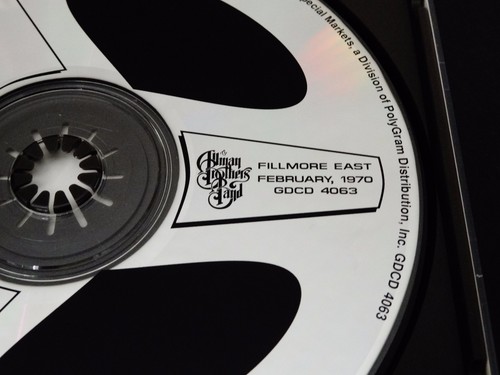 The
Allman
Brothers
Band
FILLMORE EAST
FEBRUARY, 1970
GDCD 4063
Special Markets, a Division of PolyGram Distribution, Inc. GDCD 4063